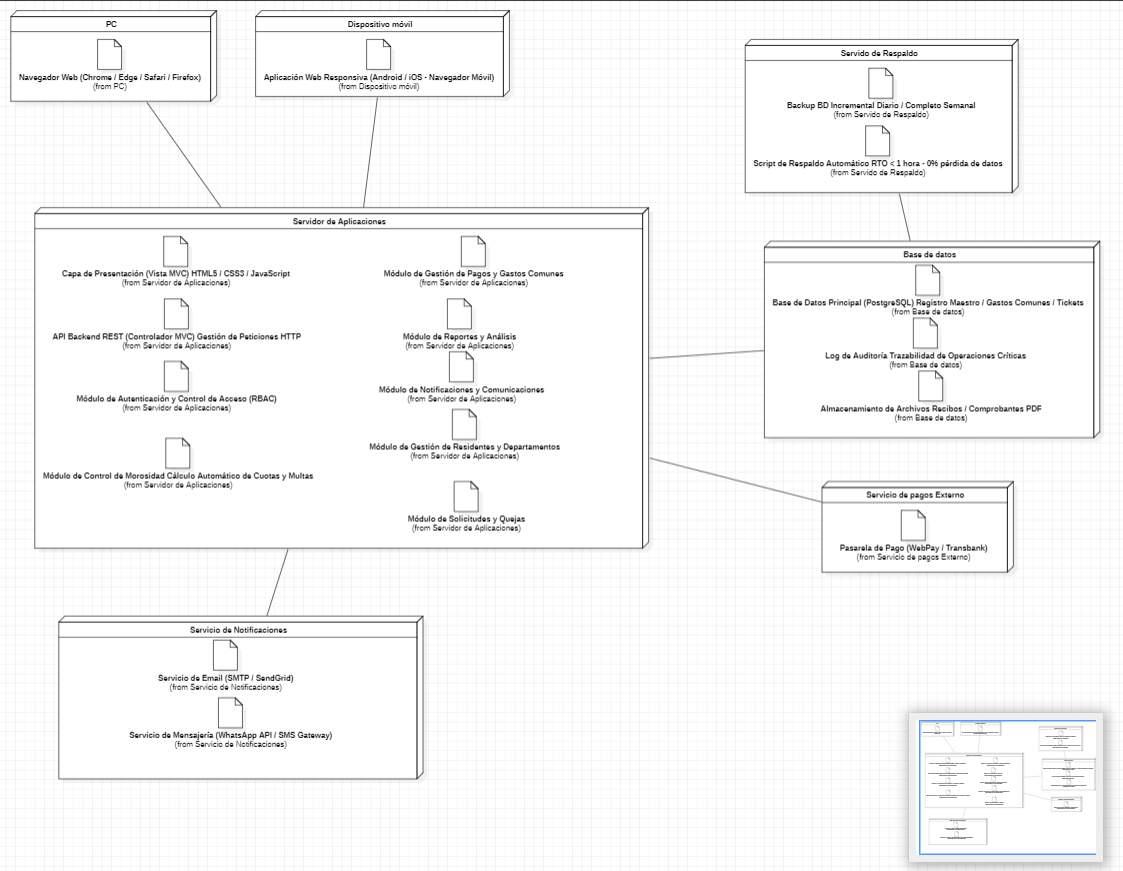 PC
Navegador Web (Chrome / Edge / Safari / Firefox)
(from PC)
Dispositivo móvil
Aplicación Web Responsiva (Android / iOS - Navegador Móvil)
(from Dispositivo móvil)
Servido de Respaldo
Backup BD Incremental Diario / Completo Semanal
(from Servido de Respaldo)
Script de Respaldo Automático RTO < 1 hora - 0% pérdida de datos
(from Servido de Respaldo)
Servidor de Aplicaciones
Capa de Presentación (Vista MVC) HTML5 / CSS3 / JavaScript
(from Servidor de Aplicaciones)
API Backend REST (Controlador MVC) Gestión de Peticiones HTTP
(from Servidor de Aplicaciones)
Módulo de Autenticación y Control de Acceso (RBAC)
(from Servidor de Aplicaciones)
Módulo de Control de Morosidad Cálculo Automático de Cuotas y Multas
(from Servidor de Aplicaciones)
Módulo de Gestión de Pagos y Gastos Comunes
(from Servidor de Aplicaciones)
Módulo de Reportes y Análisis
(from Servidor de Aplicaciones)
Módulo de Notificaciones y Comunicaciones
(from Servidor de Aplicaciones)
Módulo de Gestión de Residentes y Departamentos
(from Servidor de Aplicaciones)
Módulo de Solicitudes y Quejas
(from Servidor de Aplicaciones)
Base de datos
Base de Datos Principal (PostgreSQL) Registro Maestro / Gastos Comunes / Tickets
(from Base de datos)
Log de Auditoría Trazabilidad de Operaciones Críticas
(from Base de datos)
Almacenamiento de Archivos Recibos / Comprobantes PDF
(from Base de datos)
Servicio de pagos Externo
Pasarela de Pago (WebPay / Transbank)
(from Servicio de pagos Externo)
Servicio de Notificaciones
Servicio de Email (SMTP / SendGrid)
(from Servicio de Notificaciones)
Servicio de Mensajería (WhatsApp API / SMS Gateway)
(from Servicio de Notificaciones)